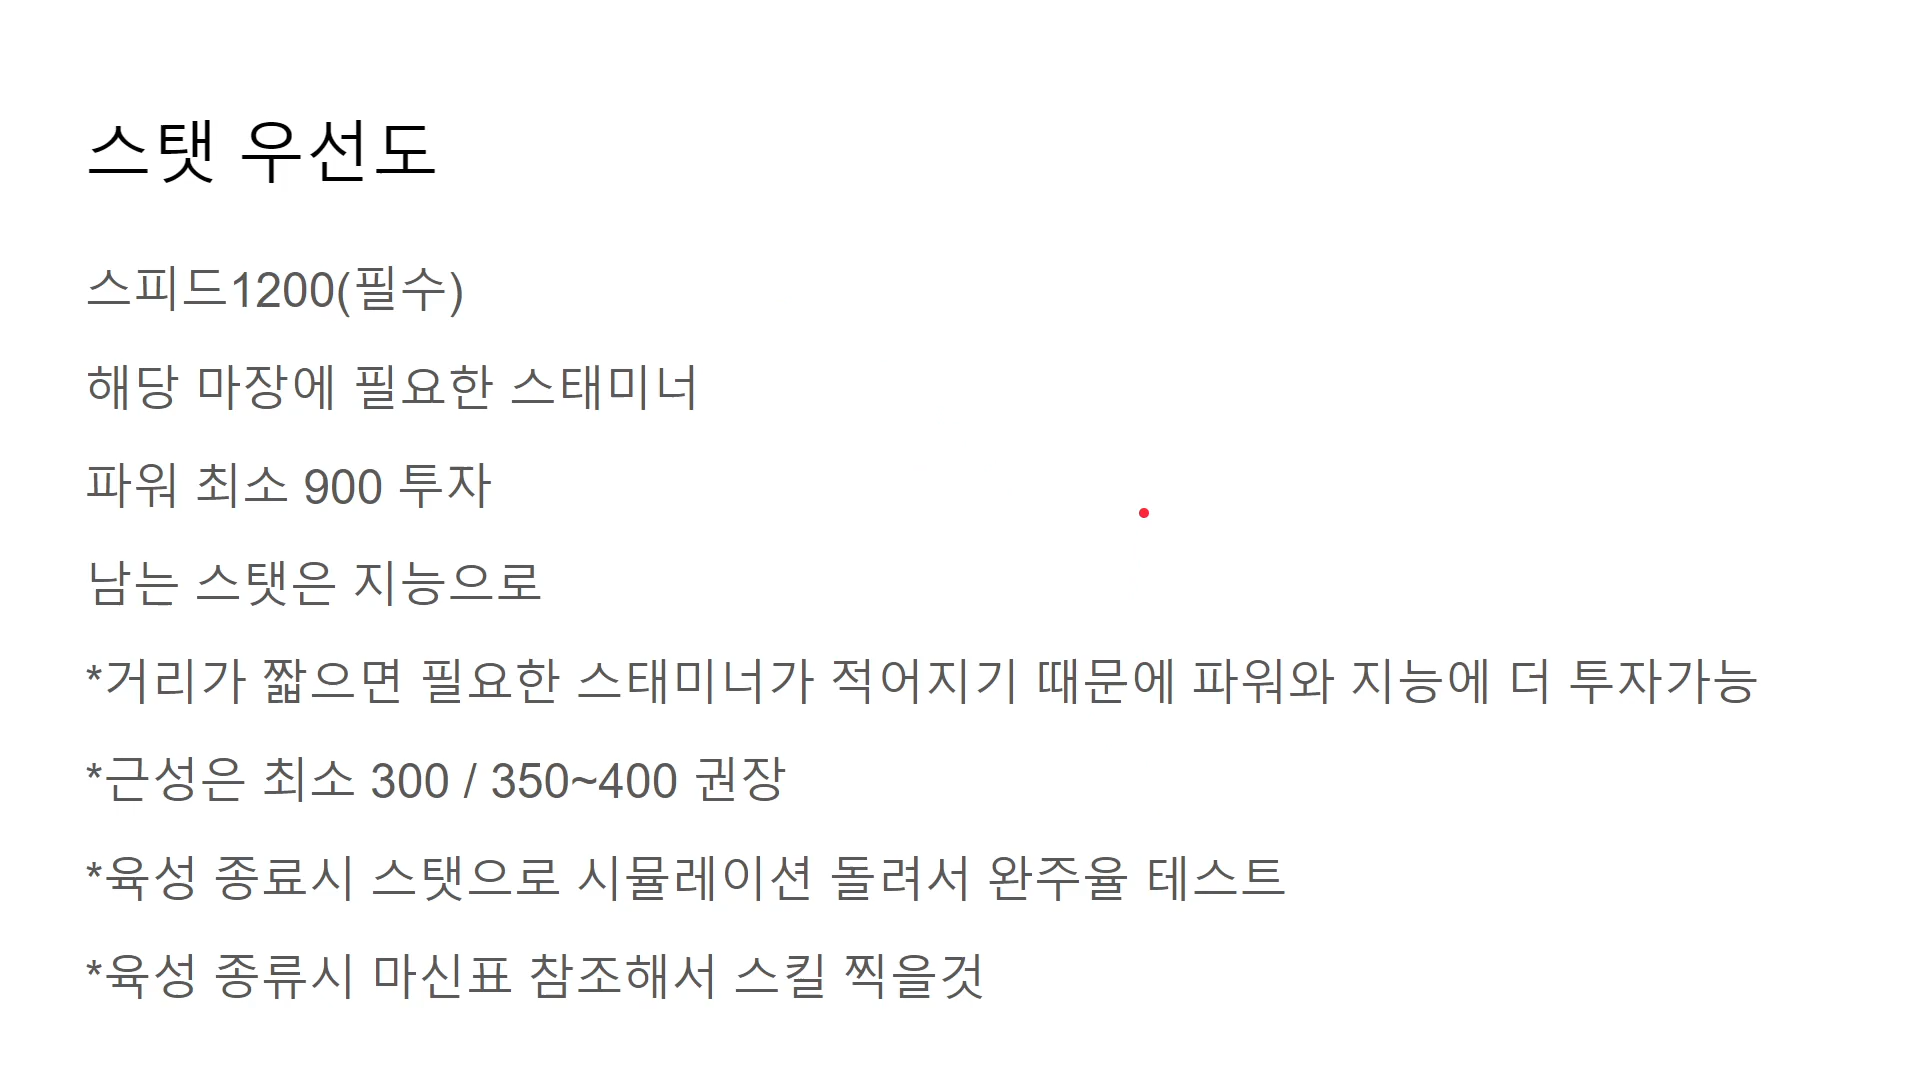 스탯 우선도
스피드1200(필수)
해당 마장에 필요한 스태미너
파워 최소 900 투자
남는 스탯은 지능으로
*거리가 짧으면 필요한 스태미너가 적어지기 때문에 파워와 지능에 더 투자가능
*근성은 최소 300 / 350~400 권장
*육성 종료시 스탯으로 시뮬레이션 돌려서 완주율 테스트
*육성 종류시 마신표 참조해서 스킬 찍을것